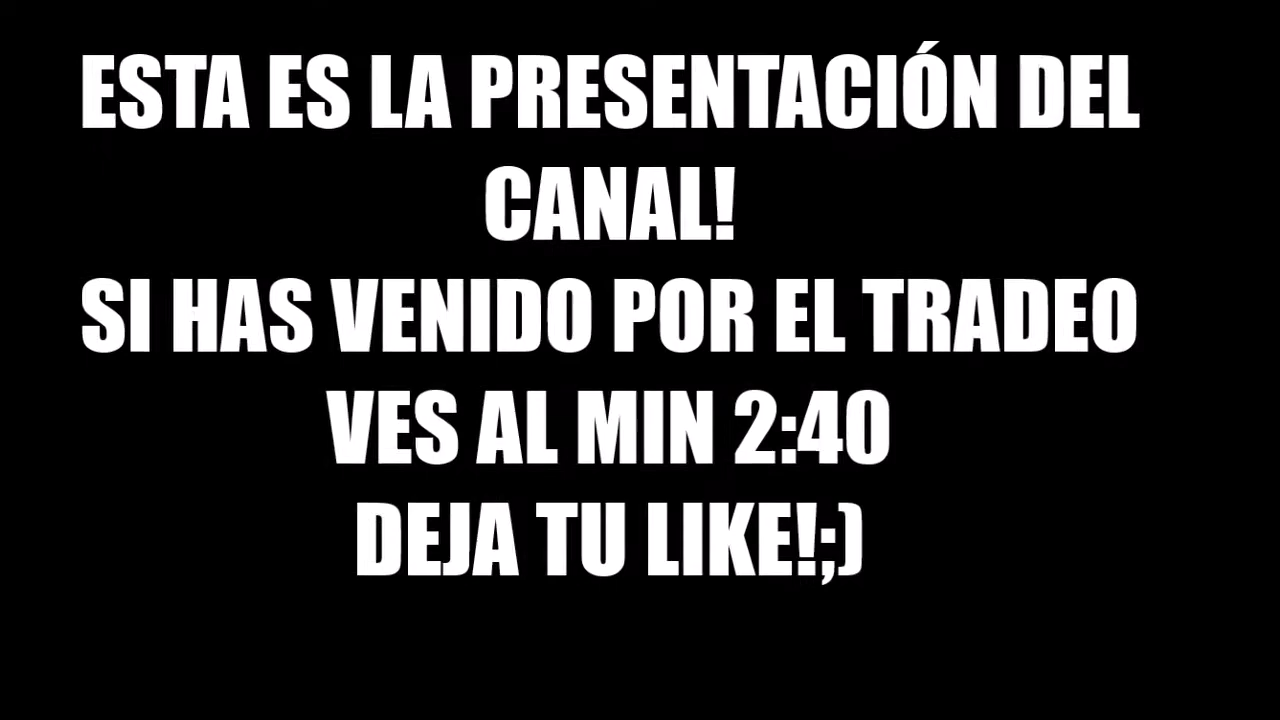 ESTA ES LA PRESENTACIÓN DEL
CANAL!
SI HAS VENIDO POR EL TRADEO
VES AL MIN 2:40
DEJA TU LIKE!;)